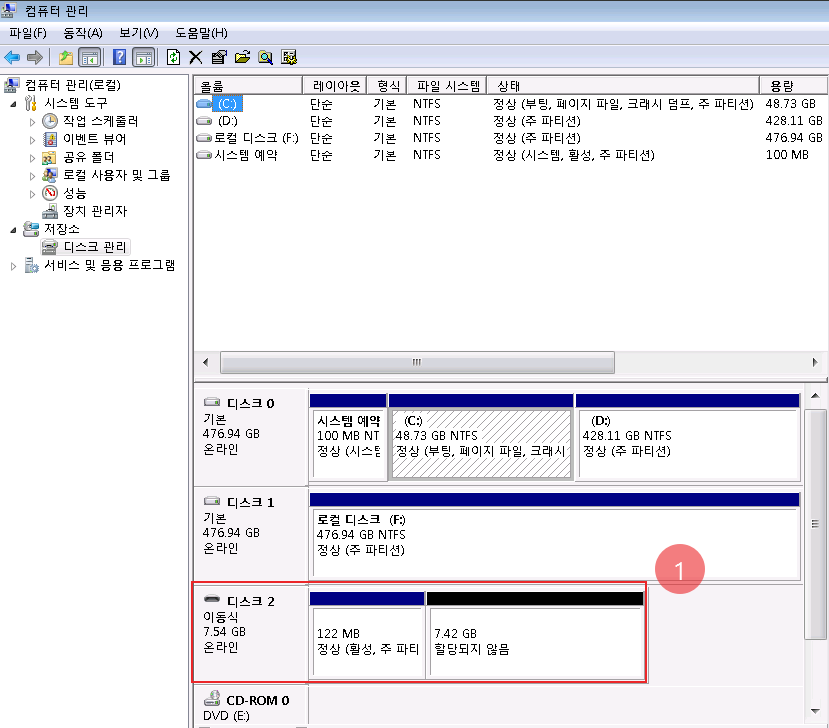 컴퓨터 관리
파일(F) 동작(A) 보기(V) 도움말(H)
컴퓨터 관리(로컬)
시스템 도구
작업 스케줄러
이벤트 뷰어
공유 폴더
로컬 사용자 및 그룹
성능
장치 관리자
저장소
디스크 관리
서비스 및 응용 프로그램
볼륨 레이아웃 형식 파일 시스템 상태 용량
(C:) 단순 기본 NTFS 정상 (부팅, 페이지 파일, 크래시 덤프, 주 파티션) 48.73 GB
(D:) 단순 기본 NTFS 정상 (주 파티션) 428.11 GB
로컬 디스크 (F:) 단순 기본 NTFS 정상 (주 파티션) 476.94 GB
시스템 예약 단순 기본 NTFS 정상 (시스템, 활성, 주 파티션) 100 MB
디스크 0
기본
476.94 GB
온라인
시스템 예약
100 MB NT
정상 (시스템
(C:)
48.73 GB NTFS
정상 (부팅, 페이지 파일, 크래시
(D:)
428.11 GB NTFS
정상 (주 파티션)
디스크 1
기본
476.94 GB
온라인
로컬 디스크 (F:)
476.94 GB NTFS
정상 (주 파티션)
1
디스크 2
이동식
7.54 GB
온라인
122 MB
정상 (활성, 주 파티
7.42 GB
할당되지 않음
CD-ROM 0
DVD (E:)